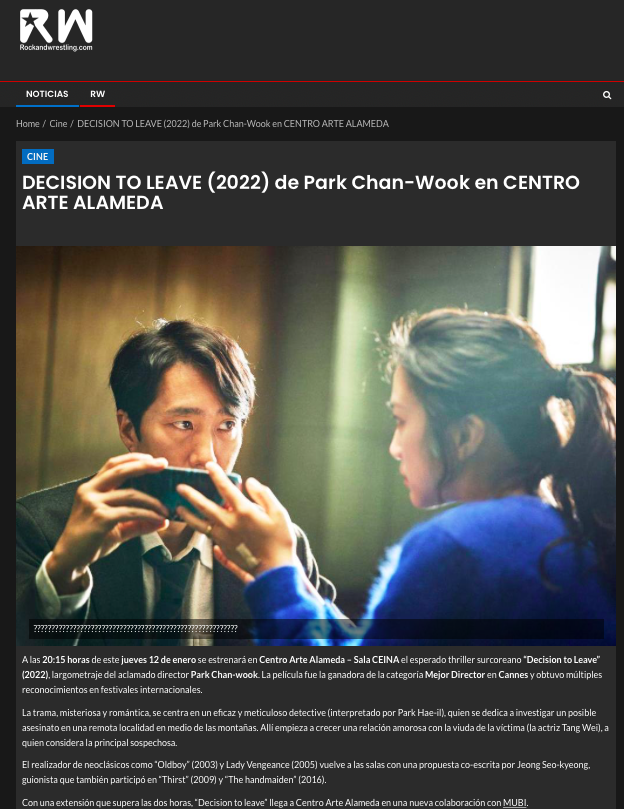 RW
Rockandwrestling.com
NOTICIAS RW
Home / Cine / DECISION TO LEAVE (2022) de Park Chan-Wook en CENTRO ARTE ALAMEDA
CINE
DECISION TO LEAVE (2022) de Park Chan-Wook en CENTRO
ARTE ALAMEDA
?????????????????????????????????????????????????????????
A las 20:15 horas de este jueves 12 de enero se estrenará en Centro Arte Alameda – Sala CEINA el esperado thriller surcoreano “Decision to Leave”
(2022), largometraje del aclamado director Park Chan-wook. La película fue la ganadora de la categoría Mejor Director en Cannes y obtuvo múltiples
reconocimientos en festivales internacionales.
La trama, misteriosa y romántica, se centra en un eficaz y meticuloso detective (interpretado por Park Hae-il), quien se dedica a investigar un posible
asesinato en una remota localidad en medio de las montañas. Allí empieza a crecer una relación amorosa con la viuda de la víctima (la actriz Tang Wei), a
quien considera la principal sospechosa.
El realizador de neoclásicos como “Oldboy” (2003) y Lady Vengeance (2005) vuelve a las salas con una propuesta co-escrita por Jeong Seo-kyeong,
guionista que también participó en “Thirst” (2009) y “The handmaiden” (2016).
Con una extensión que supera las dos horas, “Decision to leave” llega a Centro Arte Alameda en una nueva colaboración con MUBI.